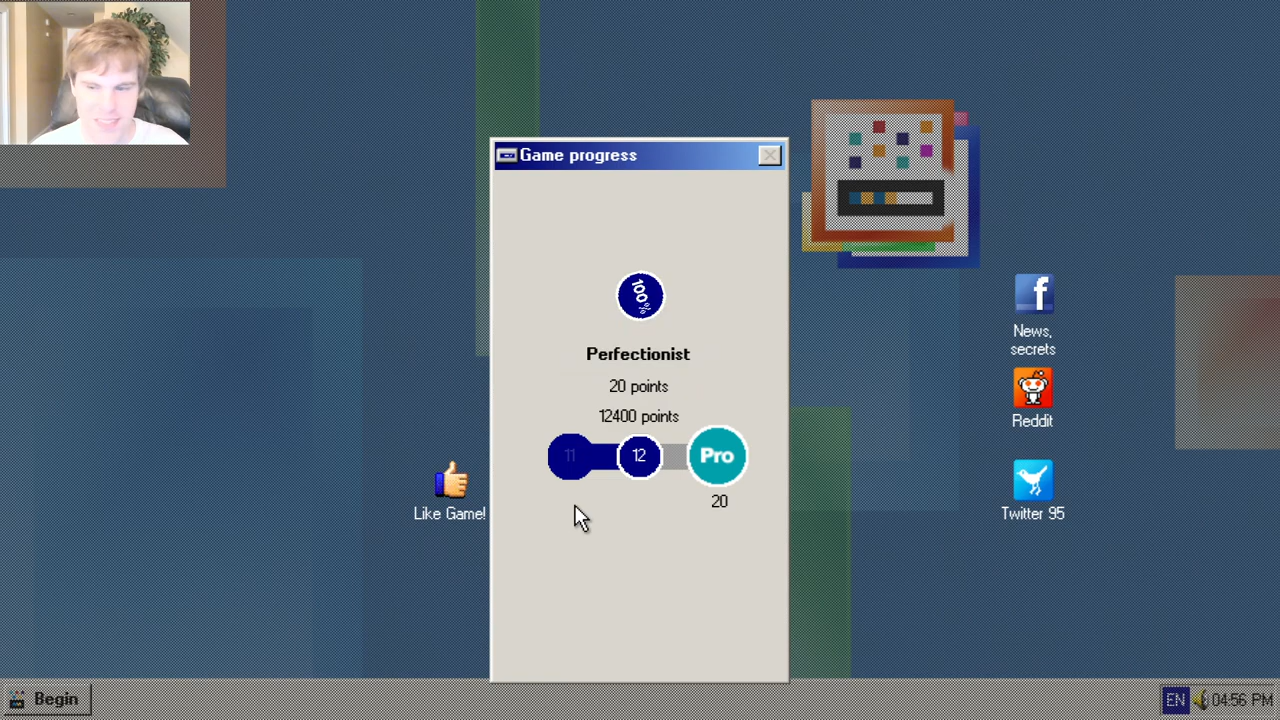 Game progress
100%
Perfectionist
20 points
12400 points
11
12
Pro
20
Like Game!
News,
secrets
Reddit
Twitter 95
Begin
EN
04:56 PM